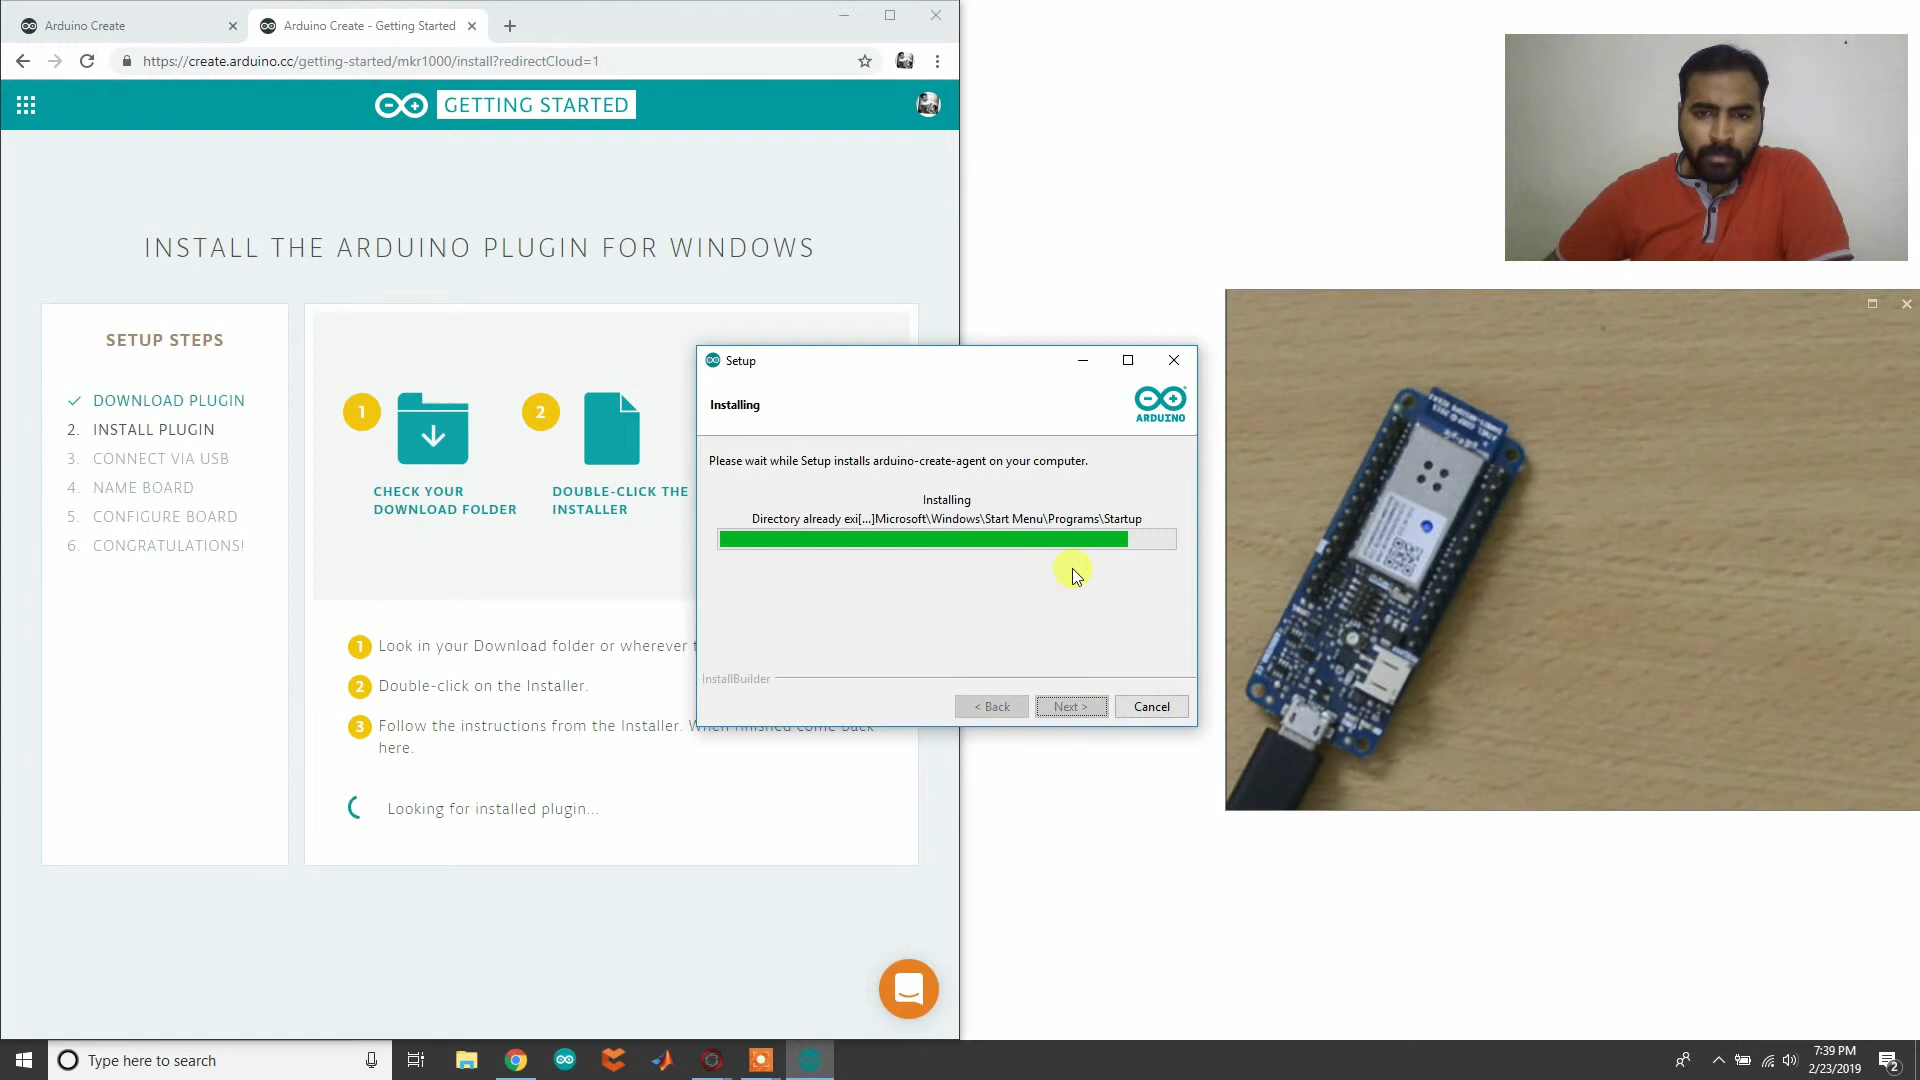 Arduino Create
Arduino Create - Getting Started
https://create.arduino.cc/getting-started/mkr1000/install?redirectCloud=1
GETTING STARTED
INSTALL THE ARDUINO PLUGIN FOR WINDOWS
SETUP STEPS
DOWNLOAD PLUGIN
2. INSTALL PLUGIN
3. CONNECT VIA USB
4. NAME BOARD
5. CONFIGURE BOARD
6. CONGRATULATIONS!
1
CHECK YOUR
DOWNLOAD FOLDER
2
DOUBLE-CLICK THE
INSTALLER
1 Look in your Download folder or wherever
2 Double-click on the Installer.
3 Follow the instructions from the Installer. When finished come back
here.
Looking for installed plugin...
Setup
Installing
ARDUINO
Please wait while Setup installs arduino-create-agent on your computer.
Installing
Directory already exi[...]Microsoft\Windows\Start Menu\Programs\Startup
InstallBuilder
< Back
Next >
Cancel
Type here to search
7:39 PM
2/23/2019
2